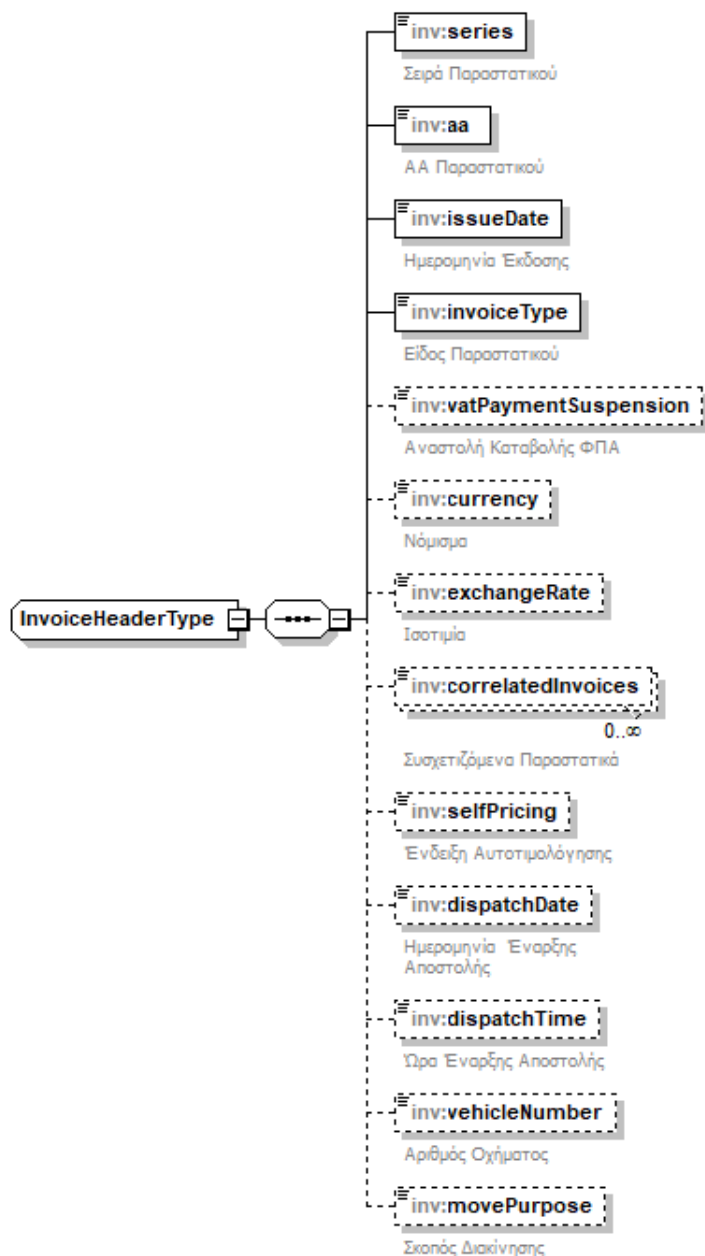 inv:series
Σειρά Παραστατικού
inv:aa
ΑΑ Παραστατικού
inv:issueDate
Ημερομηνία Έκδοσης
inv:invoiceType
Είδος Παραστατικού
inv:vatPaymentSuspension
Αναστολή Καταβολής ΦΠΑ
inv:currency
Νόμισμα
inv:exchangeRate
Ισοτιμία
InvoiceHeaderType
inv:correlatedInvoices
0..∞
Συσχετιζόμενα Παραστατικά
inv:selfPricing
Ένδειξη Αυτοτιμολόγησης
inv:dispatchDate
Ημερομηνία Έναρξης
Αποστολής
inv:dispatchTime
Ώρα Έναρξης Αποστολής
inv:vehicleNumber
Αριθμός Οχήματος
inv:movePurpose
Σκοπός Διακίνησης